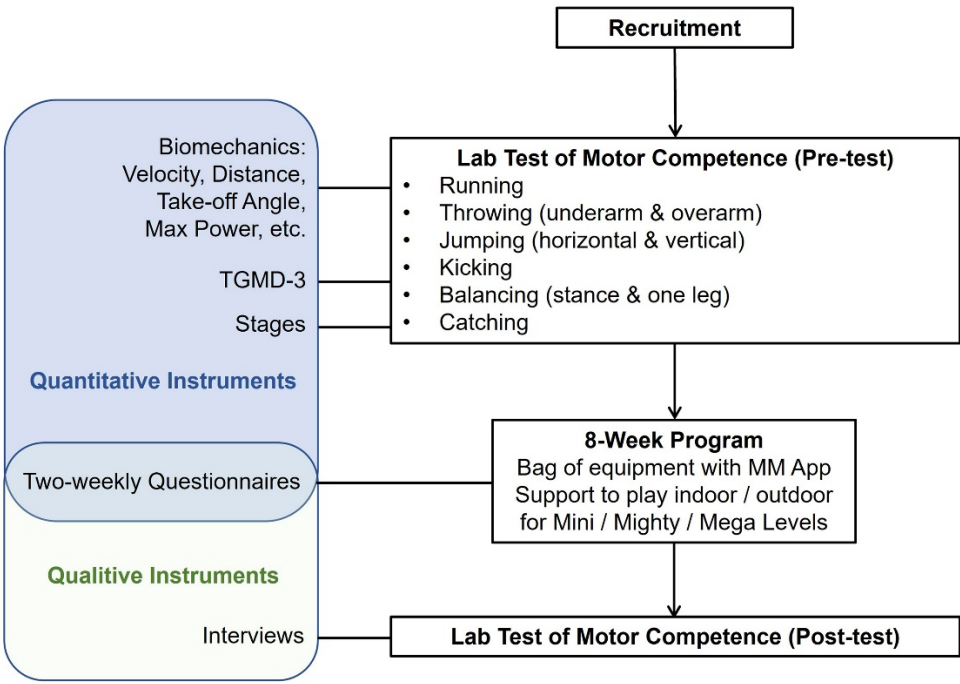 Recruitment
Biomechanics:
Velocity, Distance,
Take-off Angle,
Max Power, etc.
TGMD-3
Stages
Quantitative Instruments
Lab Test of Motor Competence (Pre-test)
• Running
• Throwing (underarm & overarm)
• Jumping (horizontal & vertical)
• Kicking
• Balancing (stance & one leg)
• Catching
Two-weekly Questionnaires
8-Week Program
Bag of equipment with MM App
Support to play indoor / outdoor
for Mini / Mighty / Mega Levels
Qualitive Instruments
Interviews
Lab Test of Motor Competence (Post-test)